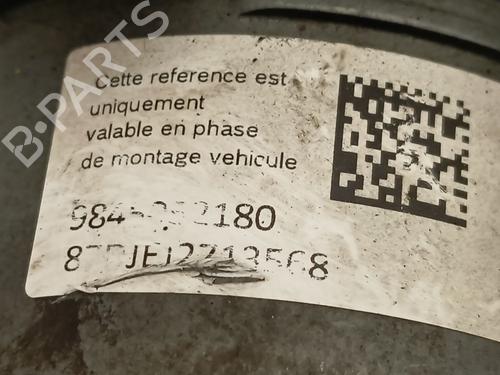 B-PARTS
Cette reference est
uniquement
valable en phase
de montage vehicule